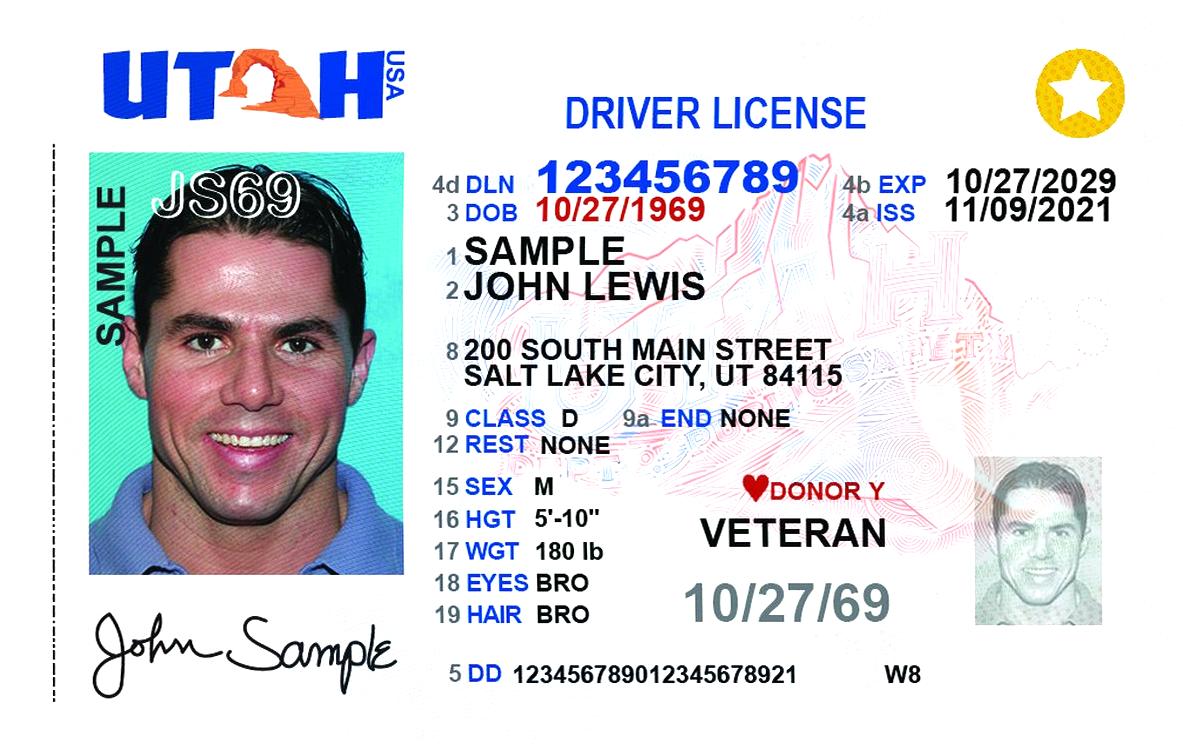 UTAH USA
DRIVER LICENSE
SAMPLE
JS69
4d DLN 123456789 4b EXP 10/27/2029
3 DOB 10/27/1969 4a ISS 11/09/2021
1 SAMPLE
2 JOHN LEWIS
8 200 SOUTH MAIN STREET
SALT LAKE CITY, UT 84115
9 CLASS D 9a END NONE
12 REST NONE
15 SEX M
DONOR Y
16 HGT 5'-10"
VETERAN
17 WGT 180 lb
18 EYES BRO
10/27/69
19 HAIR BRO
John Sample
5 DD 123456789012345678921 W8